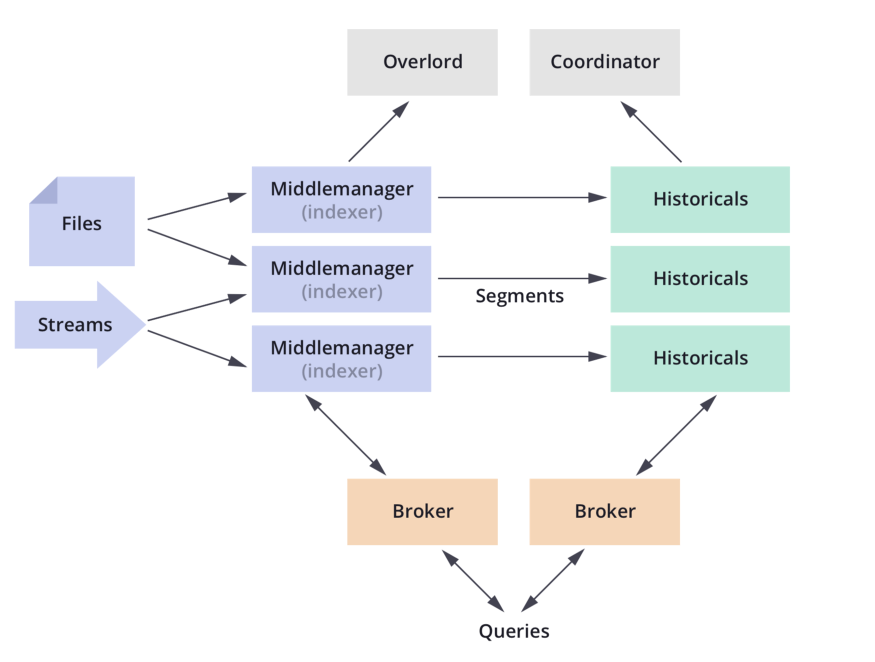 Overlord
Coordinator
Middlemanager
(indexer)
Historicals
Files
Middlemanager
(indexer)
Segments
Historicals
Streams
Middlemanager
(indexer)
Historicals
Broker
Broker
Queries